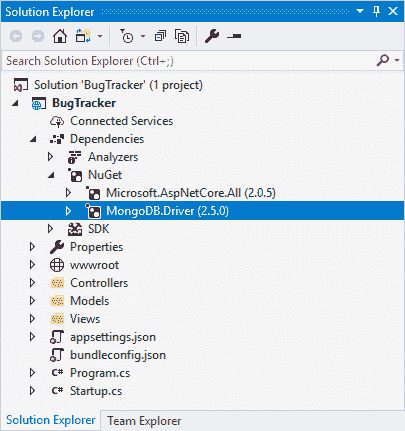 Solution Explorer
Search Solution Explorer (Ctrl+;)
Solution 'BugTracker' (1 project)
BugTracker
Connected Services
Dependencies
Analyzers
NuGet
Microsoft.AspNetCore.All (2.0.5)
MongoDB.Driver (2.5.0)
SDK
Properties
wwwroot
Controllers
Models
Views
appsettings.json
bundleconfig.json
C# Program.cs
C# Startup.cs
Solution Explorer Team Explorer